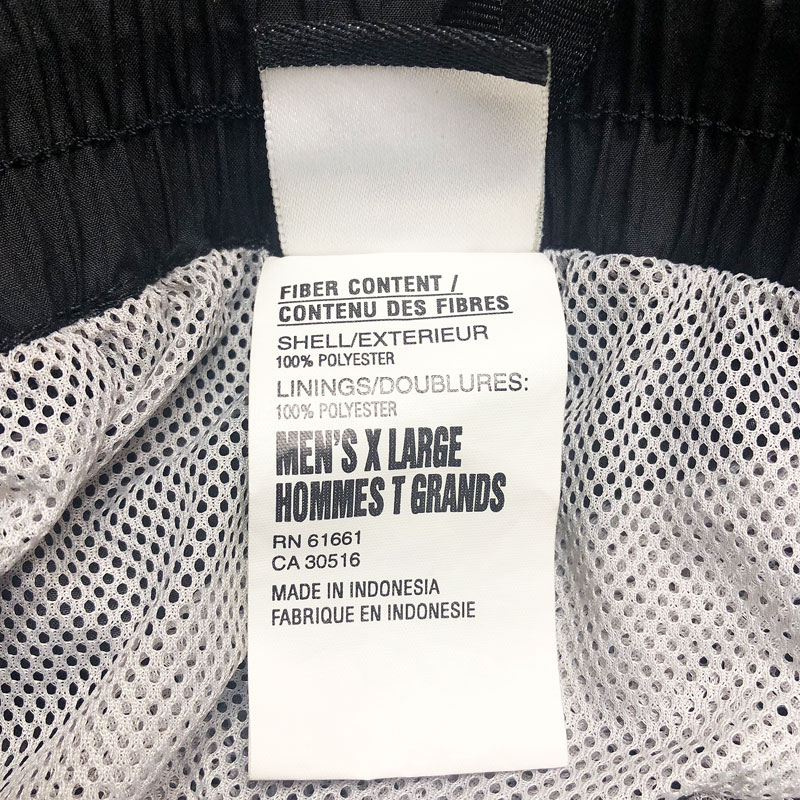 FIBER CONTENT /
CONTENU DES FIBRES
SHELL/EXTERIEUR
100% POLYESTER
LININGS/DOUBLURES:
100% POLYESTER
MEN'S X LARGE
HOMMES T GRANDS
RN 61661
CA 30516
MADE IN INDONESIA
FABRIQUE EN INDONESIE